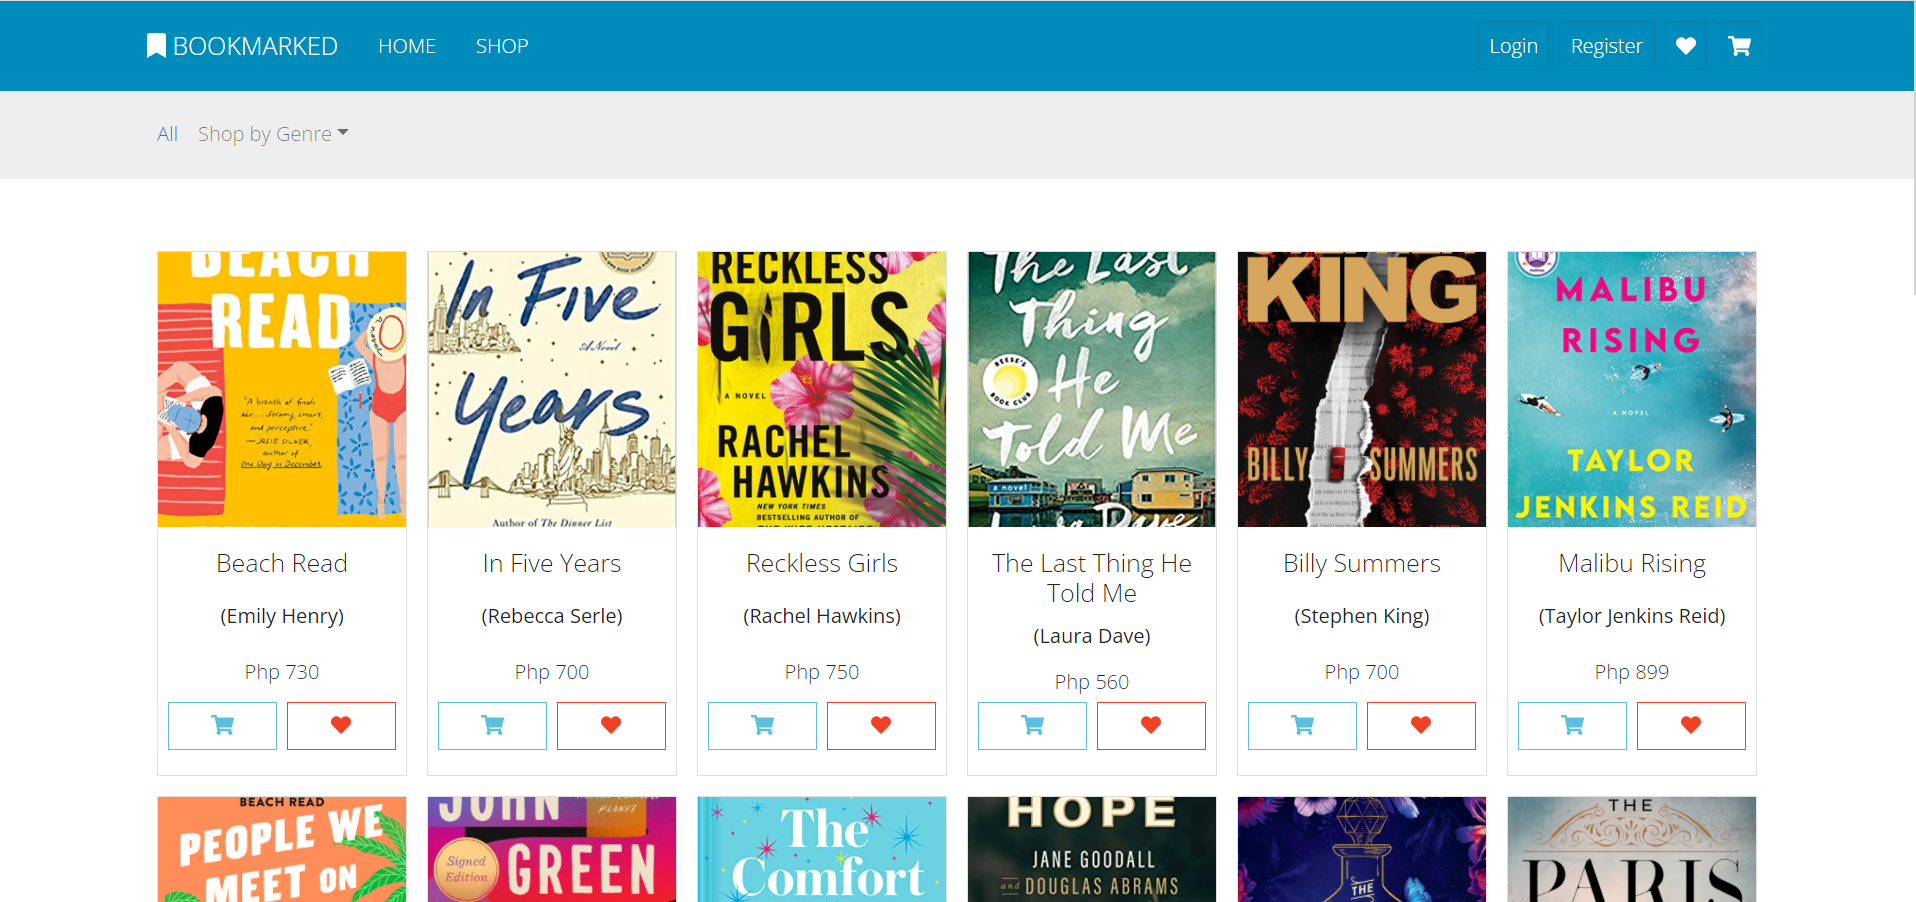 BOOKMARKED HOME SHOP Login Register
All Shop by Genre
BEACH
READ
a novel
"A breath of fresh
air.... Steamy, smart,
and perceptive."
—JOSIE SILVER,
author of
One Day in December
In Five
A Novel
Years
Author of The Dinner List
RECKLESS
GIRLS
A NOVEL
RACHEL
HAWKINS
NEW YORK TIMES
BESTSELLING AUTHOR OF
The Last
Thing
He
Told Me
REESE'S
BOOK CLUB
a novel
Laura Dave
KING
BILLY SUMMERS
MALIBU
RISING
A NOVEL
TAYLOR
JENKINS REID
Beach Read
(Emily Henry)
Php 730
In Five Years
(Rebecca Serle)
Php 700
Reckless Girls
(Rachel Hawkins)
Php 750
The Last Thing He
Told Me
(Laura Dave)
Php 560
Billy Summers
(Stephen King)
Php 700
Malibu Rising
(Taylor Jenkins Reid)
Php 899
BEACH READ
PEOPLE WE
MEET ON
JOHN
PLANET
Signed
Edition
GREEN
The
Comfort
HOPE
JANE GOODALL
and DOUGLAS ABRAMS
THE
THE
PARIS